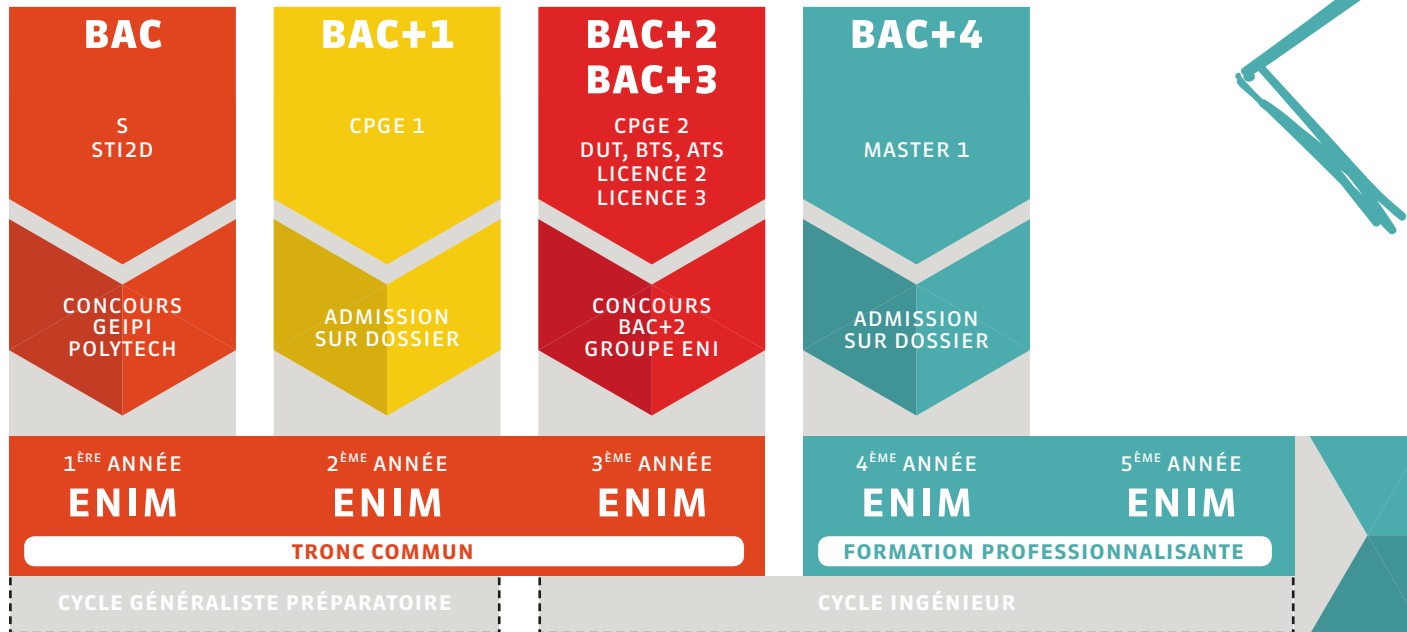 BAC
S
STI2D
CONCOURS
GEIPI
POLYTECH
BAC+1
CPGE 1
ADMISSION
SUR DOSSIER
BAC+2
BAC+3
CPGE 2
DUT, BTS, ATS
LICENCE 2
LICENCE 3
CONCOURS
BAC+2
GROUPE ENI
BAC+4
MASTER 1
ADMISSION
SUR DOSSIER
1ÈRE ANNÉE
ENIM
2ÈME ANNÉE
ENIM
3ÈME ANNÉE
ENIM
TRONC COMMUN
4ÈME ANNÉE
ENIM
5ÈME ANNÉE
ENIM
FORMATION PROFESSIONNALISANTE
CYCLE GÉNÉRALISTE PRÉPARATOIRE
CYCLE INGÉNIEUR